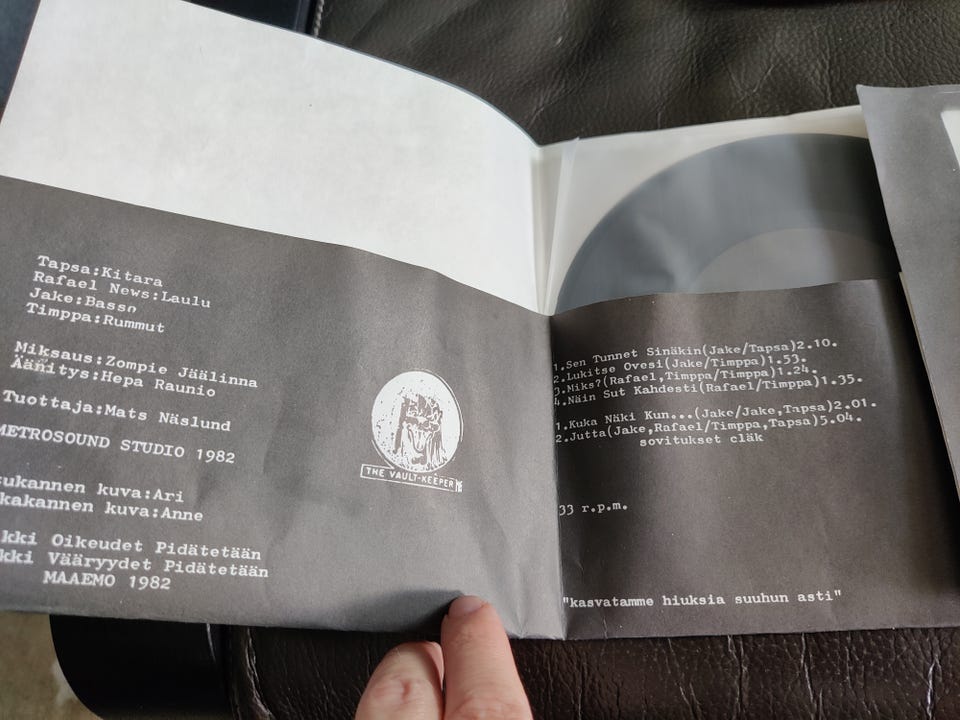 Tapsa:Kitara
Rafael News:Laulu
Jake:Basso
Timppa:Rummut
Miksaus:Zompie Jäälinna
Äänitys:Hepa Raunio
Tuottaja:Mats Näslund
METROSOUND STUDIO 1982
kuva:Ari
kuva:Anne
Oikeudet Pidätetään
Vääryydet Pidätetään
MAAEMO 1982
THE VAULT-KEEPER
1.Sen Tunnet Sinäkin(Jake/Tapsa)2.10.
2.Lukitse Ovesi(Jake/Timppa)1.53.
3.Miks?(Rafael,Timppa/Timppa)1.24.
4.Näin Sut Kahdesti(Rafael/Timppa)1.35.
1.Kuka Näki Kun...(Jake/Jake,Tapsa)2.01.
2.Jutta(Jake,Rafael/Timppa,Tapsa)5.04.
sovitukset cläk
33 r.p.m.
"kasvatamme hiuksia suuhun asti"